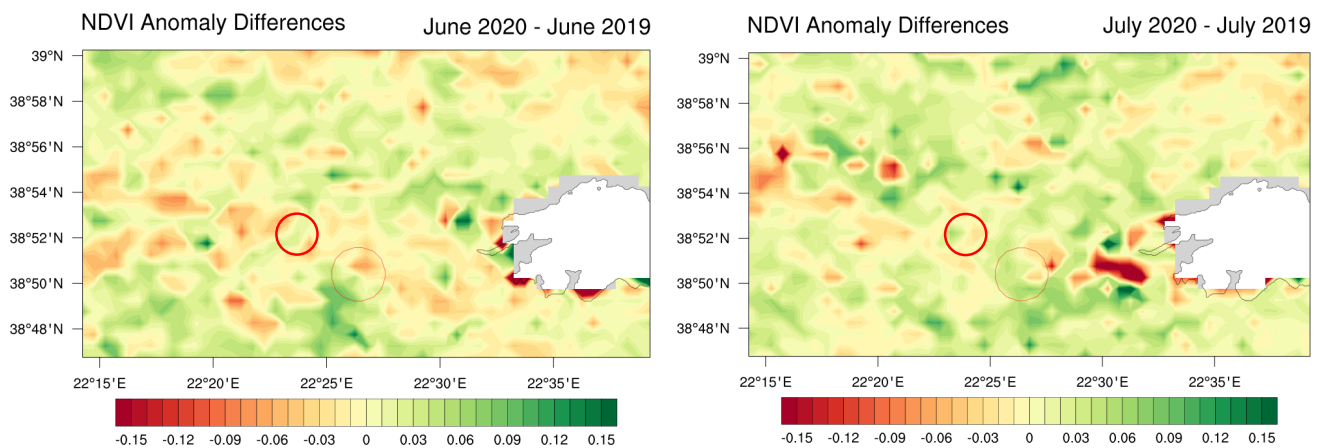 NDVI Anomaly Differences June 2020 - June 2019
39°N
38°58'N
38°56'N
38°54'N
38°52'N
38°50'N
38°48'N
22°15'E 22°20'E 22°25'E 22°30'E 22°35'E
-0.15 -0.12 -0.09 -0.06 -0.03 0 0.03 0.06 0.09 0.12 0.15
NDVI Anomaly Differences July 2020 - July 2019
39°N
38°58'N
38°56'N
38°54'N
38°52'N
38°50'N
38°48'N
22°15'E 22°20'E 22°25'E 22°30'E 22°35'E
-0.15 -0.12 -0.09 -0.06 -0.03 0 0.03 0.06 0.09 0.12 0.15